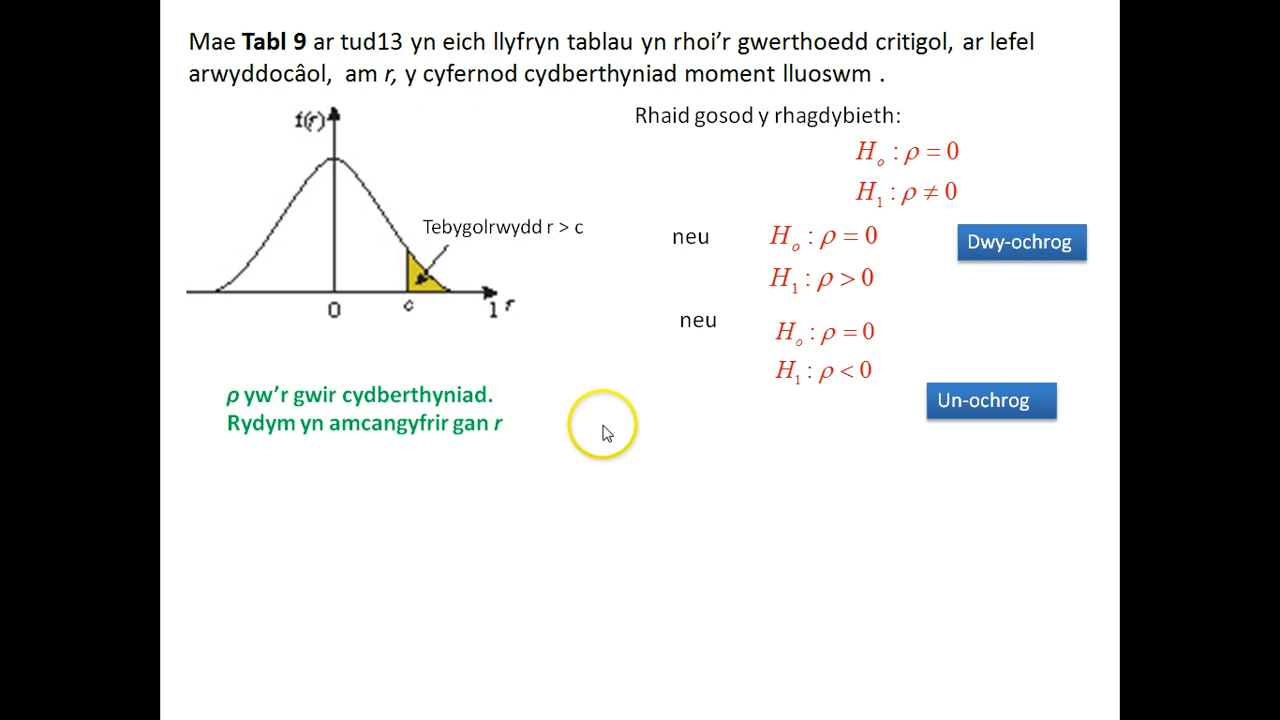 Mae Tabl 9 ar tud13 yn eich llyfryn tablau yn rhoi’r gwerthoedd critigol, ar lefel
arwyddocâol, am r, y cyfernod cydberthyniad moment lluoswm .
f(r)
Tebygolrwydd r > c
0
c
1 r
ρ yw’r gwir cydberthyniad.
Rydym yn amcangyfrir gan r
Rhaid gosod y rhagdybieth:
Hₒ : ρ = 0
H₁ : ρ ≠ 0
neu Hₒ : ρ = 0
Dwy-ochrog
H₁ : ρ > 0
neu
Hₒ : ρ = 0
H₁ : ρ < 0
Un-ochrog